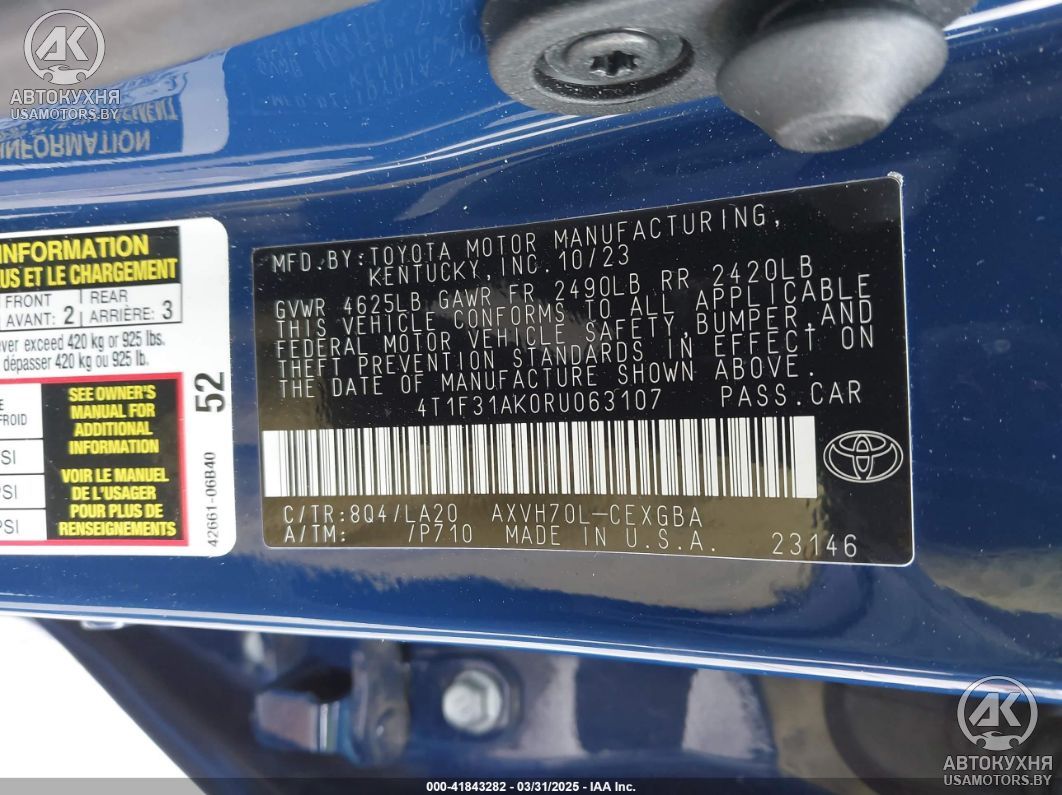 АВТОКУХНЯ
USAMOTORS.BY
INFORMATION
INFORMATION
US ET LE CHARGEMENT
FRONT 2 REAR 3
AVANT: ARRIÈRE:
ver exceed 420 kg or 925 lbs.
dépasser 420 kg ou 925 lb.
SEE OWNER'S
MANUAL FOR
ADDITIONAL
INFORMATION
VOIR LE MANUEL
DE L'USAGER
POUR PLUS DE
RENSEIGNEMENTS
FROID
SI
PSI
PSI
52
42661-06B40
MFD.BY:TOYOTA MOTOR MANUFACTURING,
KENTUCKY,INC.10/23
GVWR 4625LB GAWR FR 2490LB RR 2420LB
THIS VEHICLE CONFORMS TO ALL APPLICABLE
FEDERAL MOTOR VEHICLE SAFETY,BUMPER,AND
THEFT PREVENTION STANDARDS IN EFFECT ON
THE DATE OF MANUFACTURE SHOWN ABOVE.
4T1F31AK0RU063107 PASS.CAR
C/TR:8Q4/LA20 AXVH70L-CEXGBA
A/TM: /P710 MADE IN U.S.A. 23146
АК
АВТОКУХНЯ
USAMOTORS.BY
000-41843282 - 03/31/2025 - IAA Inc.